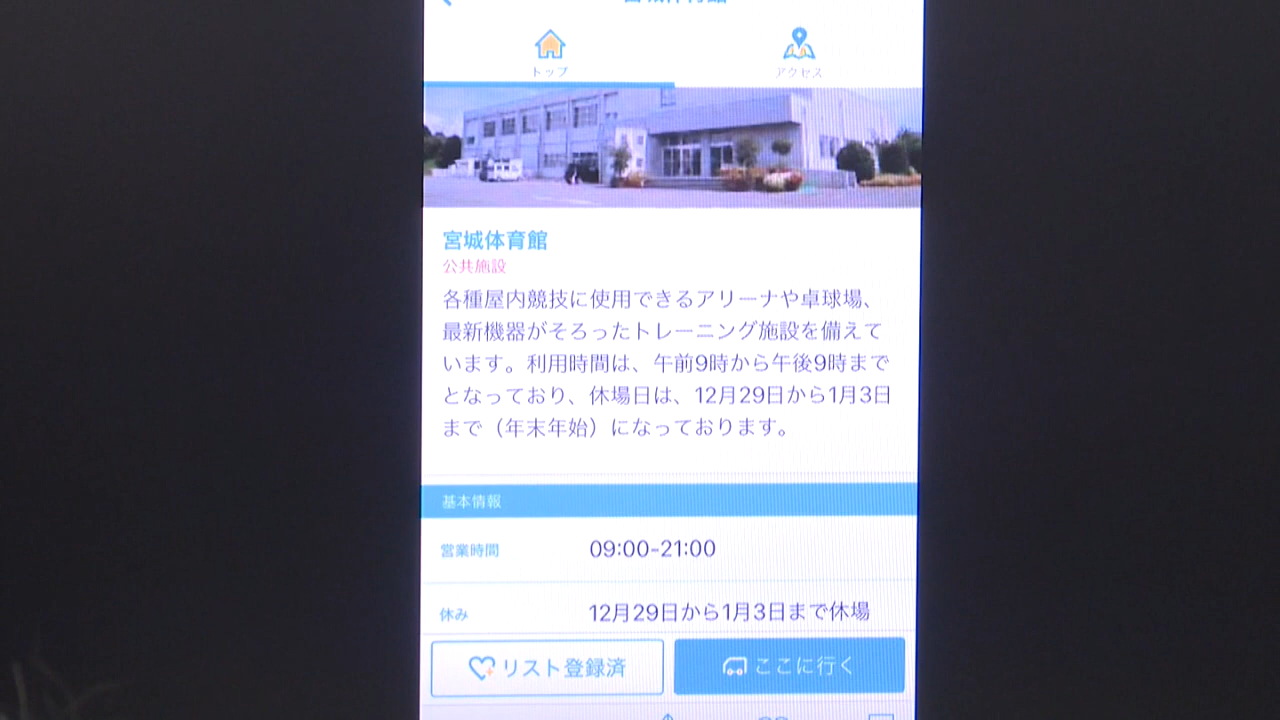 宮城体育館
トップ
アクセス
宮城体育館
公共施設
各種屋内競技に使用できるアリーナや卓球場、
最新機器がそろったトレーニング施設を備えて
います。利用時間は、午前9時から午後9時まで
となっており、休場日は、12月29日から1月3日
まで（年末年始）になっております。
基本情報
営業時間 09:00-21:00
休み 12月29日から1月3日まで休場
リスト登録済 ここに行く